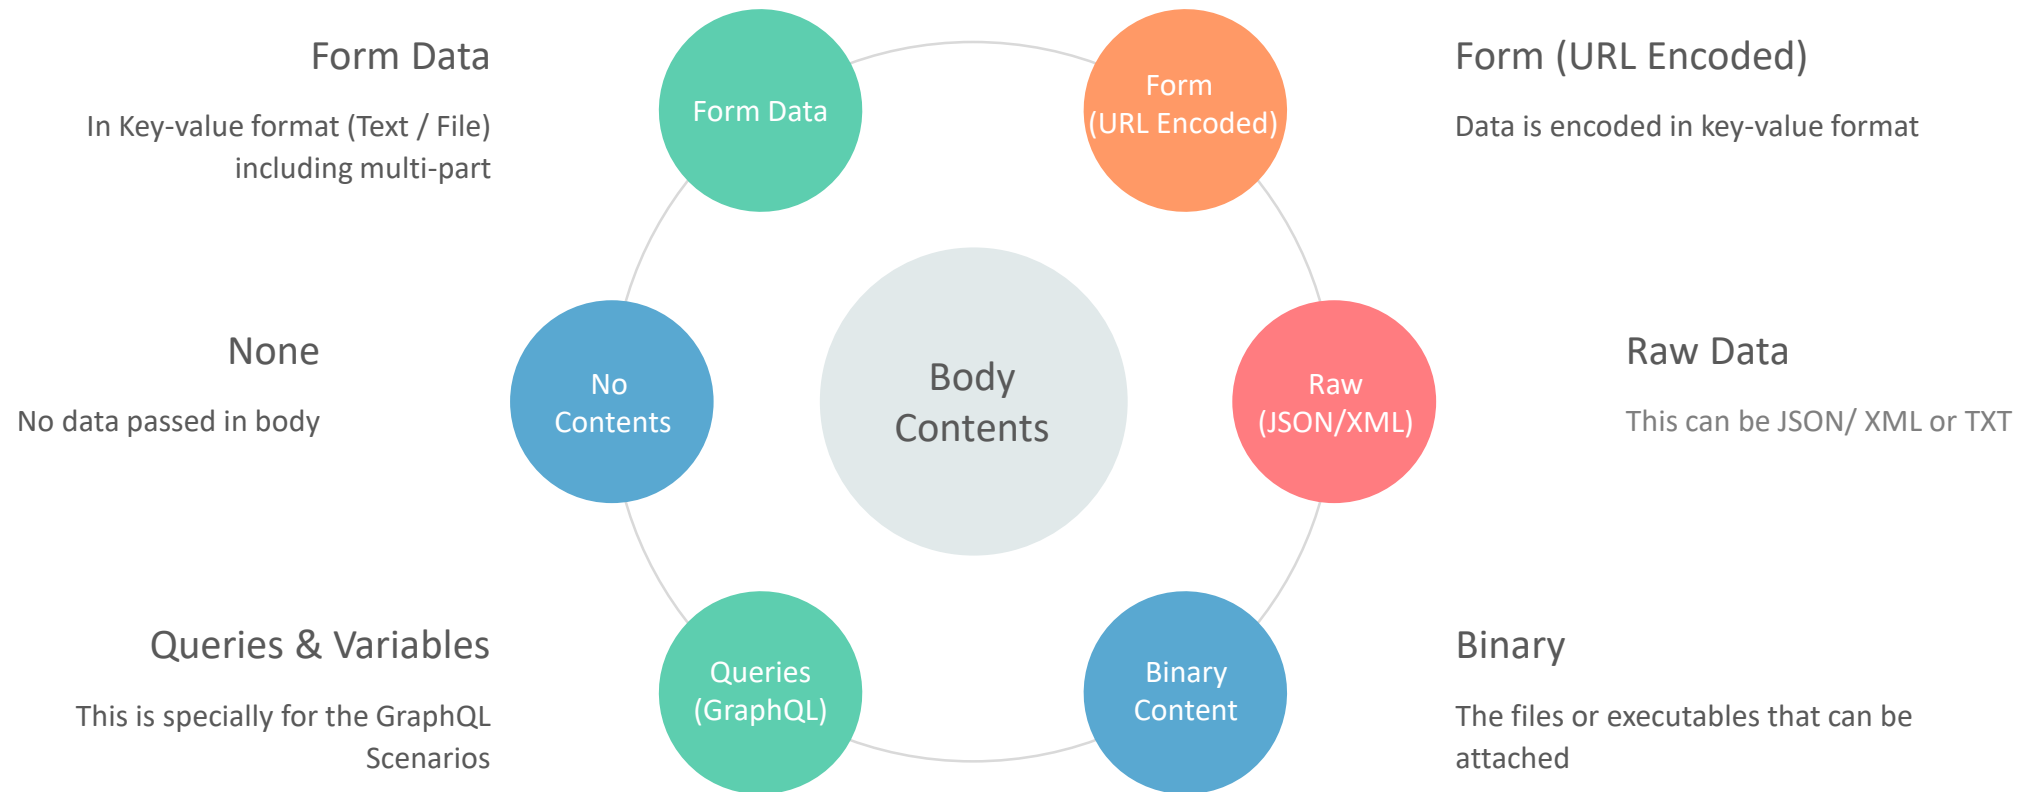 Form Data
In Key-value format (Text / File)
including multi-part
Form Data
Form
(URL Encoded)
Form (URL Encoded)
Data is encoded in key-value format
None
No data passed in body
No
Contents
Body
Contents
Raw
(JSON/XML)
Raw Data
This can be JSON/ XML or TXT
Queries & Variables
This is specially for the GraphQL
Scenarios
Queries
(GraphQL)
Binary
Content
Binary
The files or executables that can be
attached